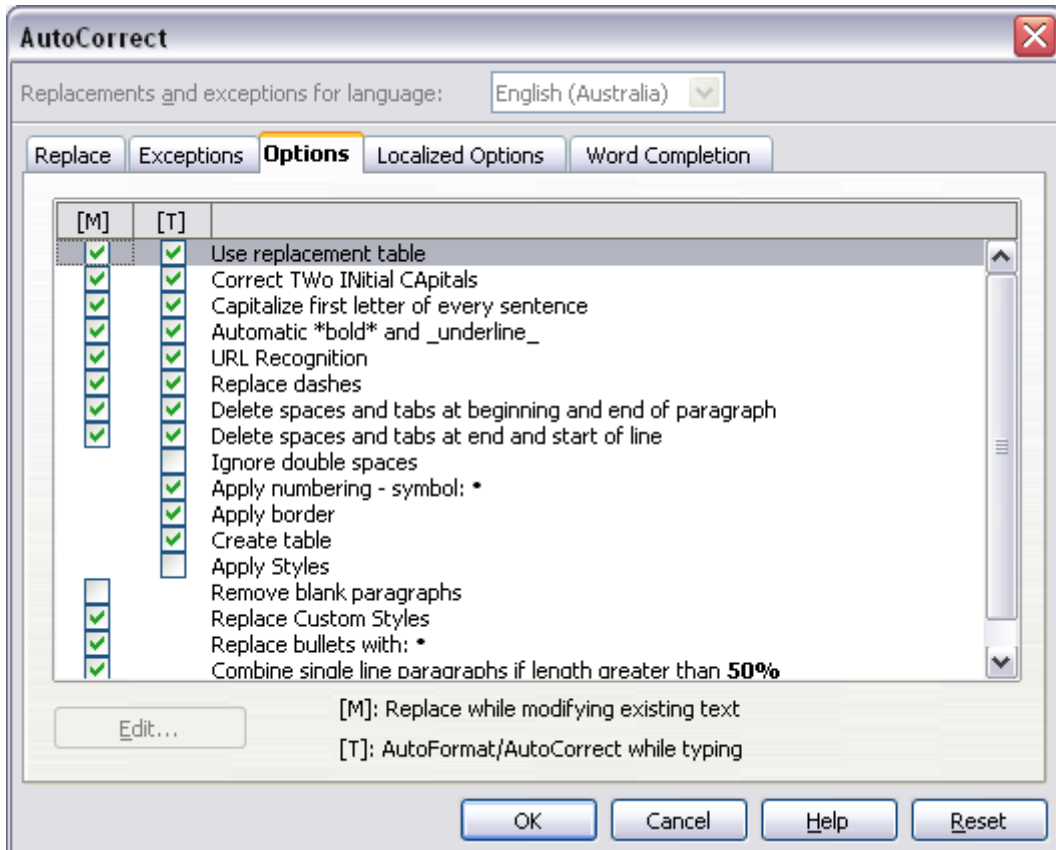 AutoCorrect
Replacements and exceptions for language: English (Australia)
Replace Exceptions Options Localized Options Word Completion
[M] [T]
Use replacement table
Correct TWo INitial CApitals
Capitalize first letter of every sentence
Automatic *bold* and _underline_
URL Recognition
Replace dashes
Delete spaces and tabs at beginning and end of paragraph
Delete spaces and tabs at end and start of line
Ignore double spaces
Apply numbering - symbol: •
Apply border
Create table
Apply Styles
Remove blank paragraphs
Replace Custom Styles
Replace bullets with: •
Combine single line paragraphs if length greater than 50%
[M]: Replace while modifying existing text
Edit...
[T]: AutoFormat/AutoCorrect while typing
OK Cancel Help Reset